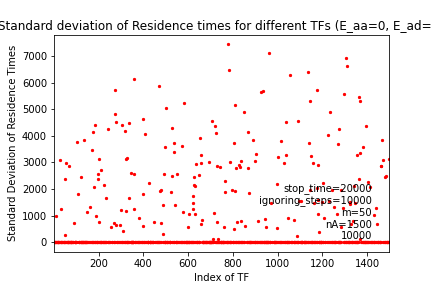 Standard deviation of Residence times for different TFs (E_aa=0, E_ad=
Standard Deviation of Residence Times
7000
6000
5000
4000
3000
2000
1000
0
stop_time=20000
igoring_steps=10000
m=50
nA=1500
10000
200 400 600 800 1000 1200 1400
Index of TF